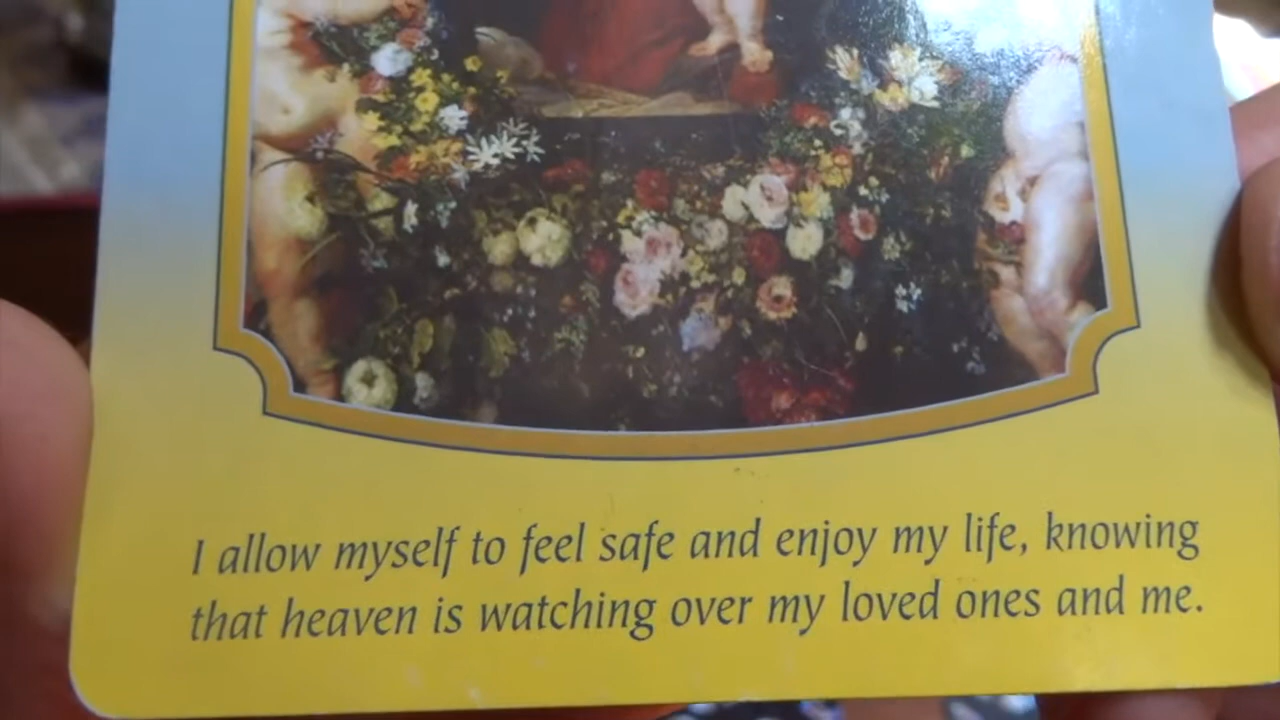 I allow myself to feel safe and enjoy my life, knowing
that heaven is watching over my loved ones and me.